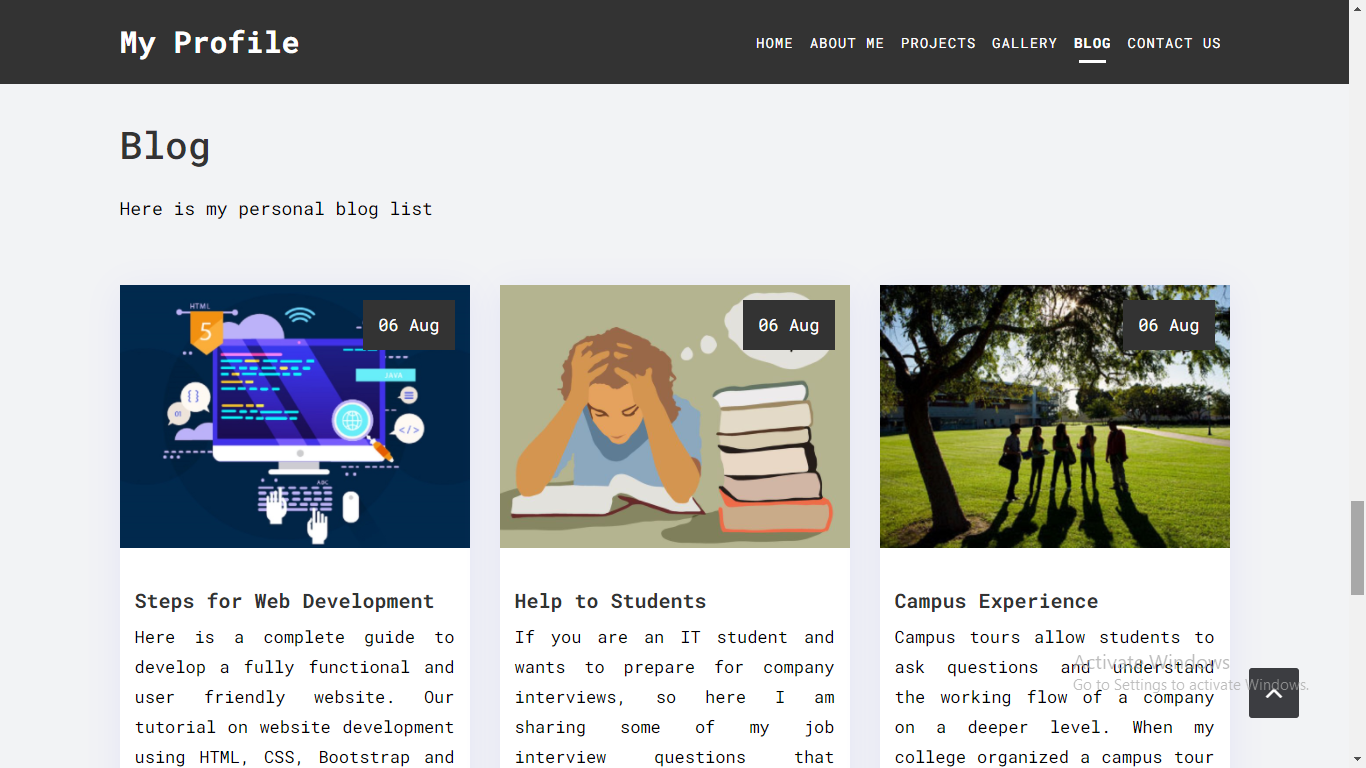 My Profile
HOME ABOUT ME PROJECTS GALLERY BLOG CONTACT US
Blog
Here is my personal blog list
HTML
5
JAVA
{}
01
</>
ABC
06 Aug
06 Aug
06 Aug
Steps for Web Development
Here is a complete guide to
develop a fully functional and
user friendly website. Our
tutorial on website development
using HTML, CSS, Bootstrap and
Help to Students
If you are an IT student and
wants to prepare for company
interviews, so here I am
sharing some of my job
interview questions that
Campus Experience
Campus tours allow students to
ask questions and understand
the working flow of a company
on a deeper level. When my
college organized a campus tour
Activate Windows
Go to Settings to activate Windows.